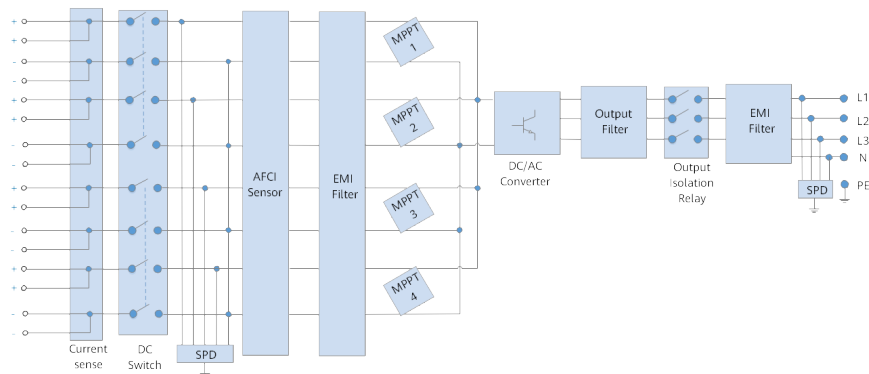 +
+
-
-
+
+
-
-
+
+
-
-
+
+
-
-
Current
sense
DC
Switch
SPD
AFCI
Sensor
EMI
Filter
MPPT
1
MPPT
2
MPPT
3
MPPT
4
DC/AC
Converter
Output
Filter
Output
Isolation
Relay
EMI
Filter
SPD
L1
L2
L3
N
PE